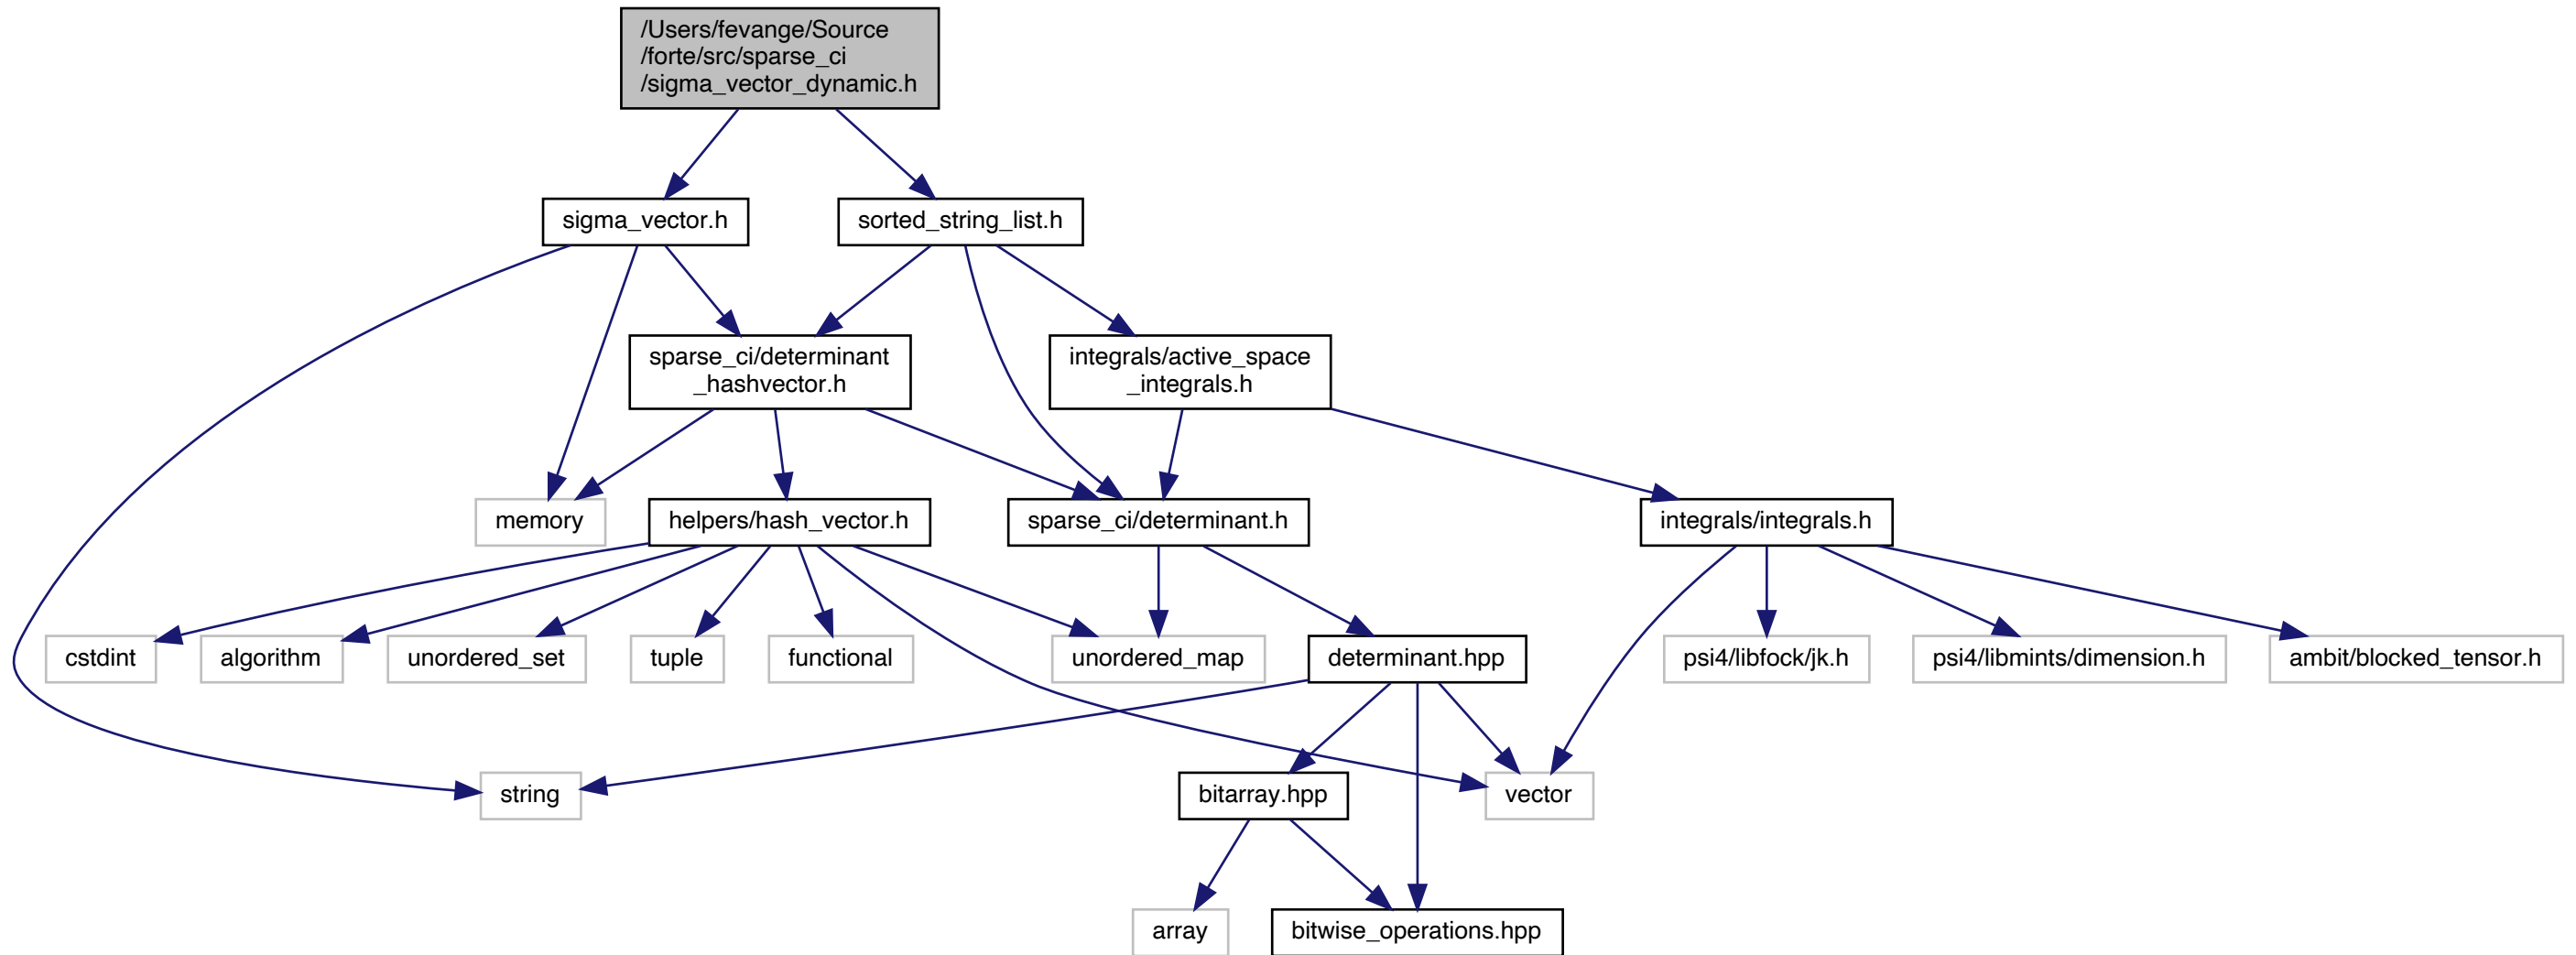 /Users/fevange/Source
/forte/src/sparse_ci
/sigma_vector_dynamic.h
sigma_vector.h
sorted_string_list.h
sparse_ci/determinant
_hashvector.h
integrals/active_space
_integrals.h
memory
helpers/hash_vector.h
sparse_ci/determinant.h
integrals/integrals.h
cstdint
algorithm
unordered_set
tuple
functional
unordered_map
determinant.hpp
psi4/libfock/jk.h
psi4/libmints/dimension.h
ambit/blocked_tensor.h
string
bitarray.hpp
vector
array
bitwise_operations.hpp